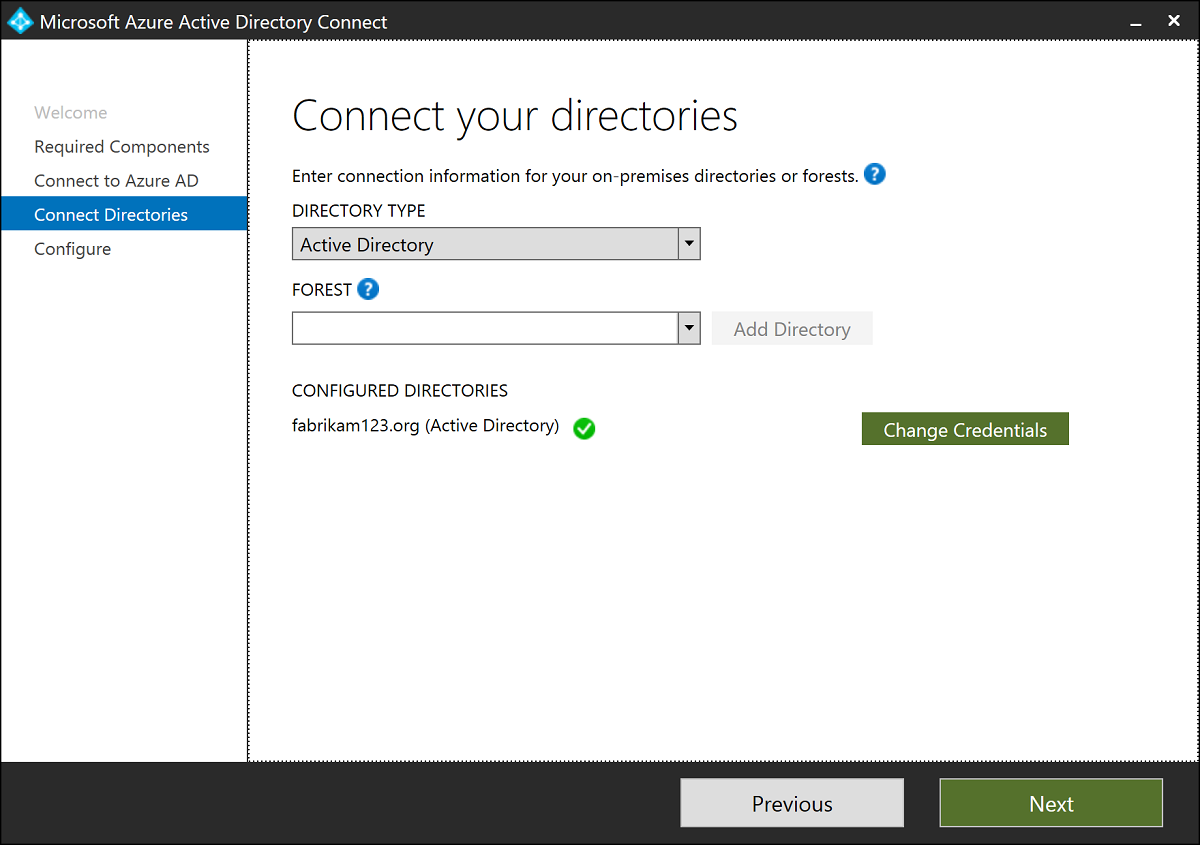 Microsoft Azure Active Directory Connect
Welcome
Required Components
Connect to Azure AD
Connect Directories
Configure
Connect your directories
Enter connection information for your on-premises directories or forests. ?
DIRECTORY TYPE
Active Directory
FOREST ?
Add Directory
CONFIGURED DIRECTORIES
fabrikam123.org (Active Directory)
Change Credentials
Previous
Next